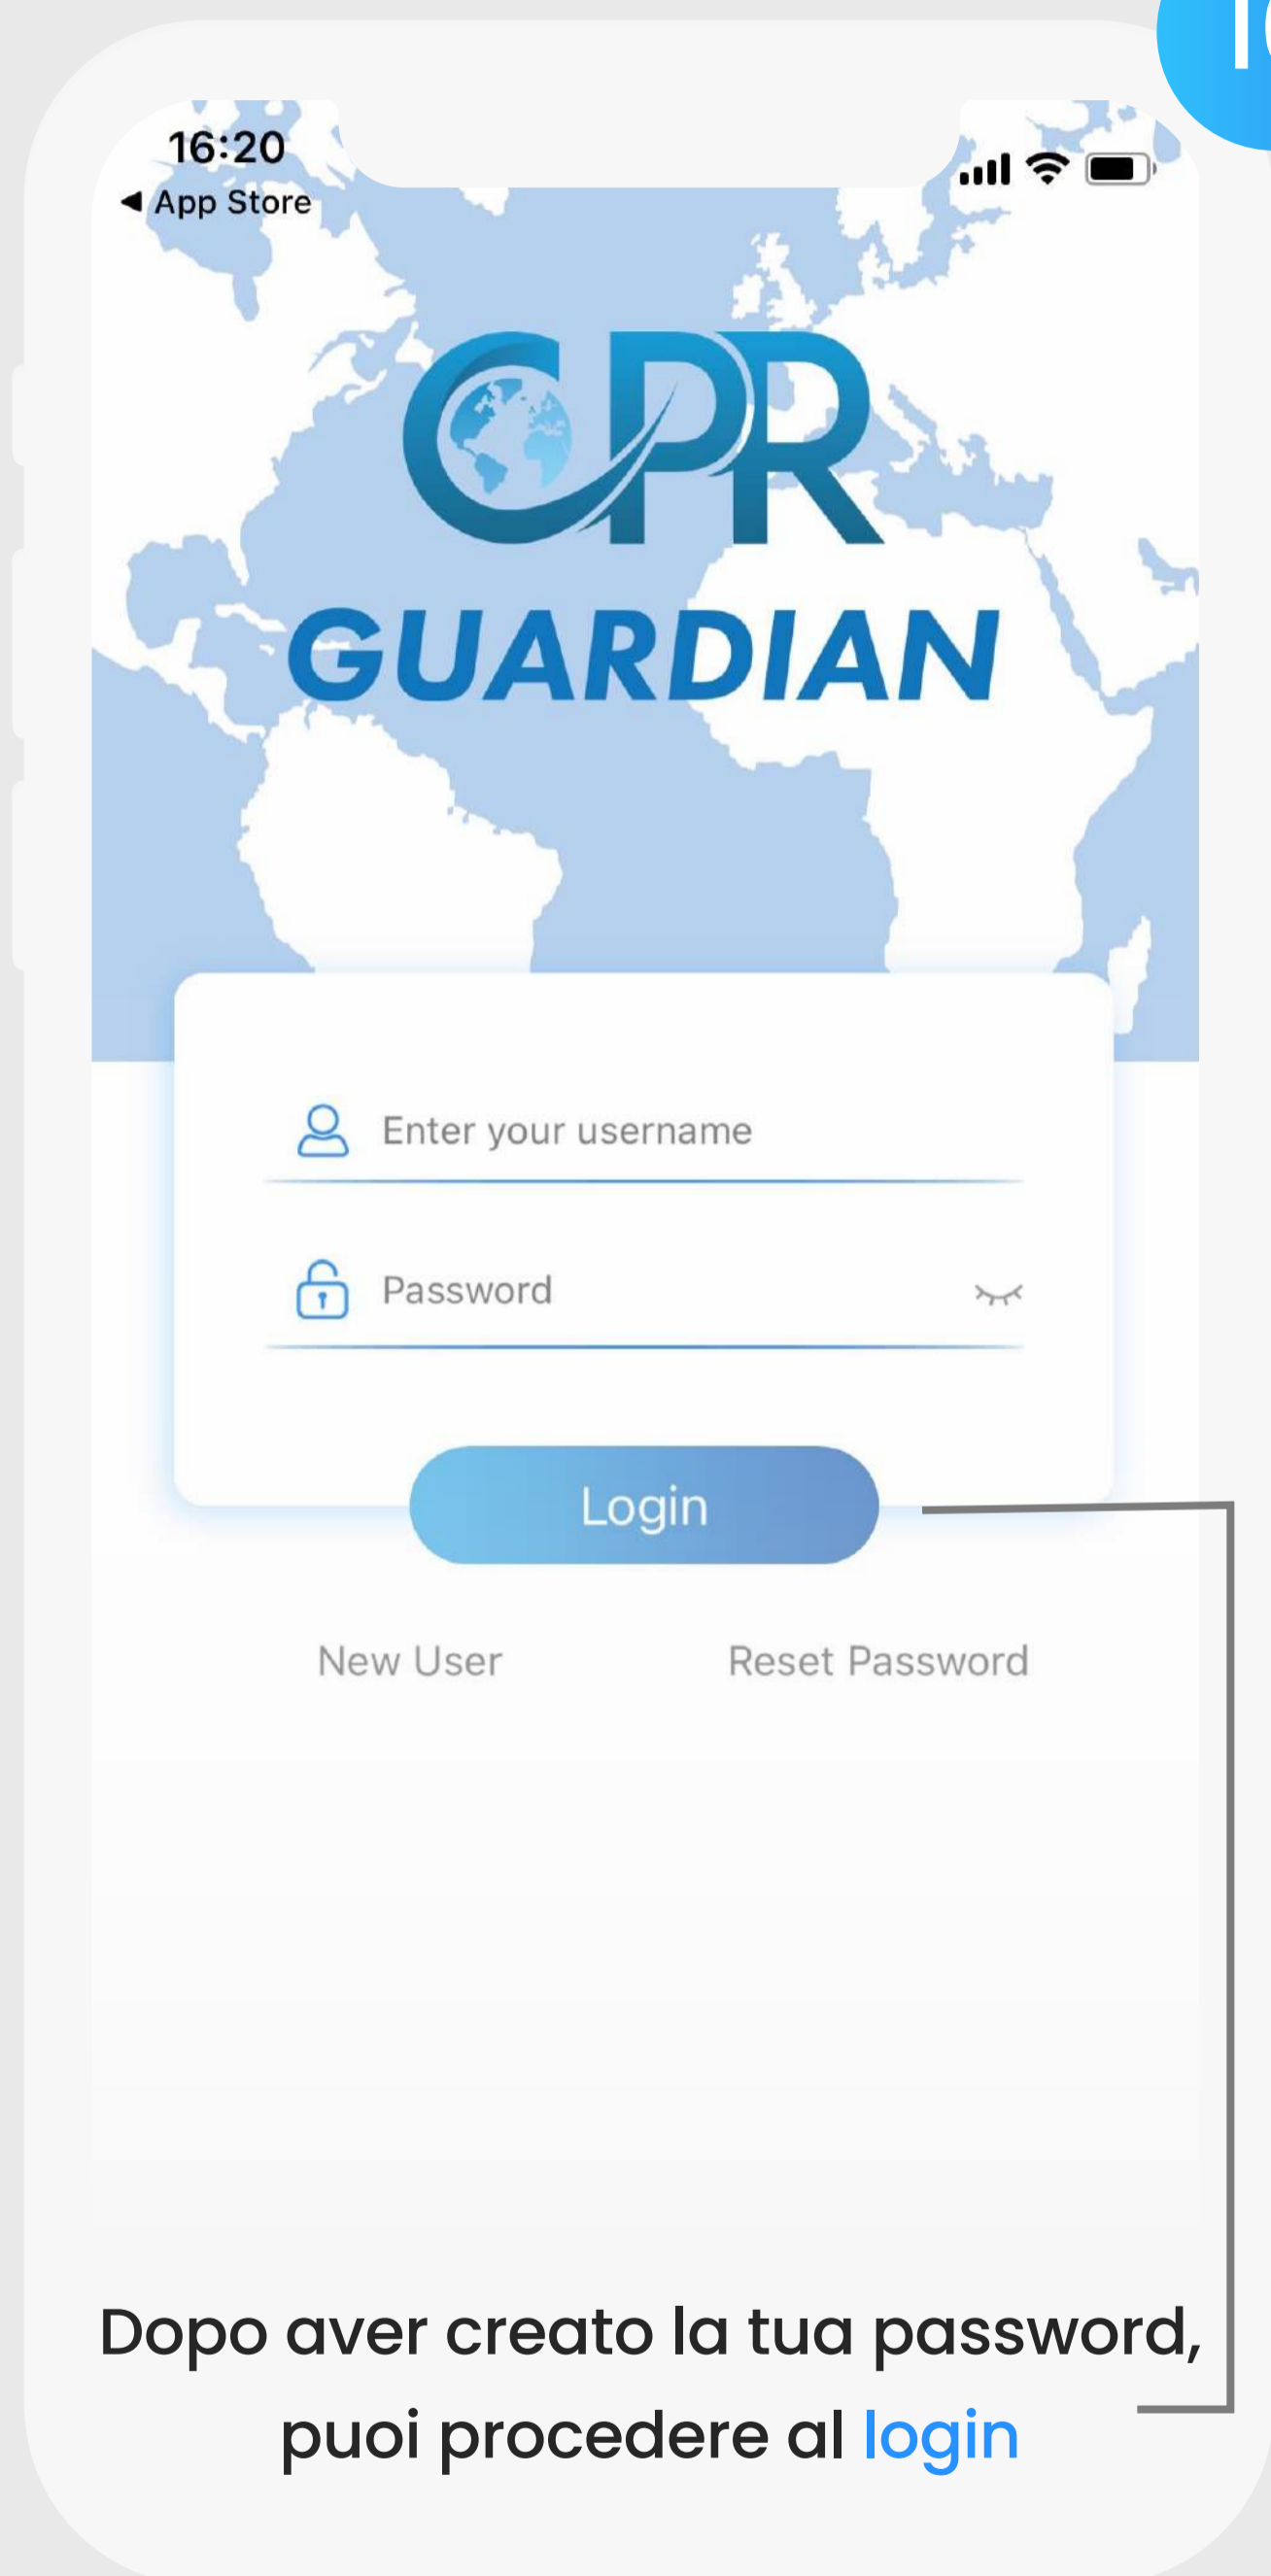 16:20
◀ App Store
CPR
GUARDIAN
Enter your username
Password
Login
New User
Reset Password
Dopo aver creato la tua password,
puoi procedere al login